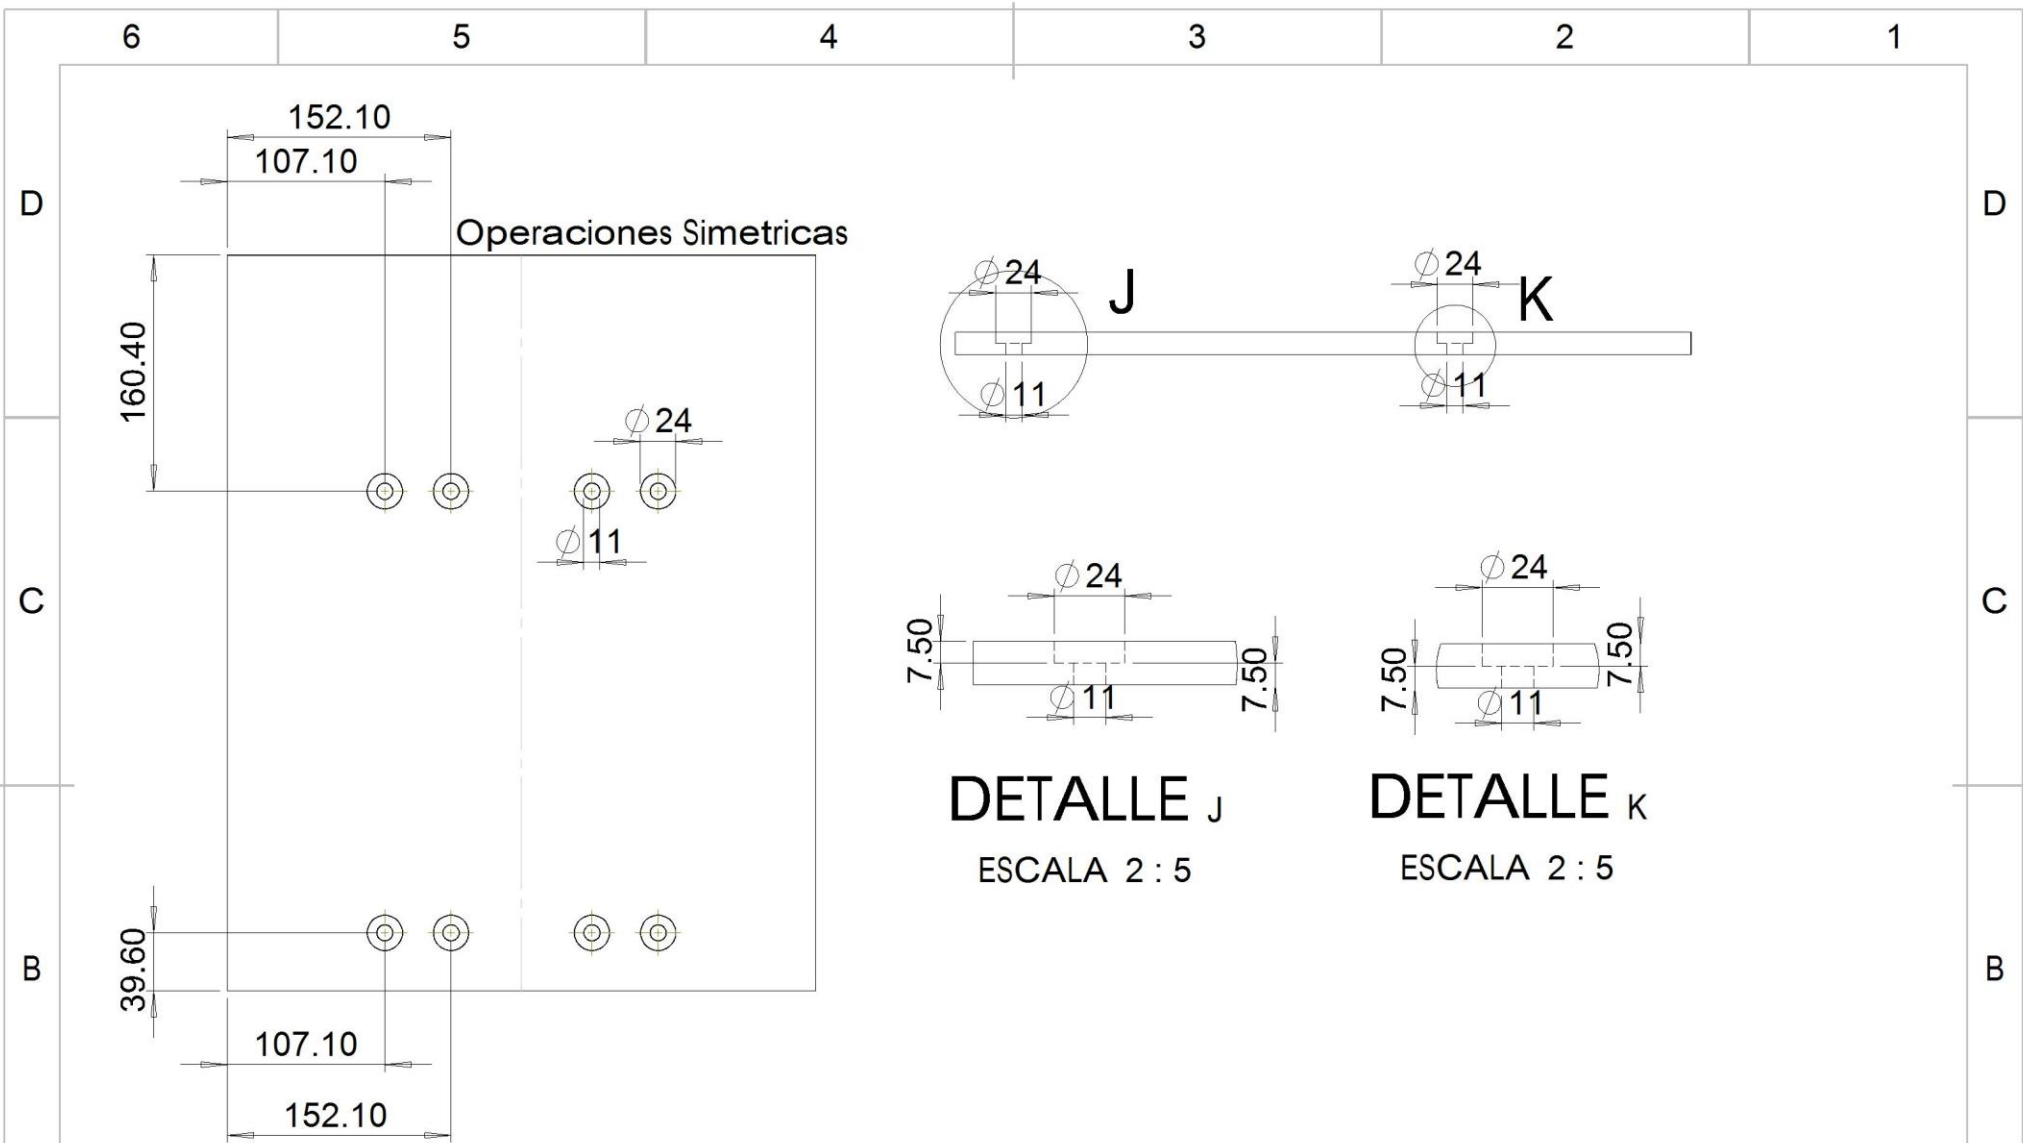 6 5 4 3 2 1
152.10
107.10
D D
Operaciones Simetricas
160.40
⌀ 24
⌀ 11
⌀ 24 J
⌀ 11
⌀ 24 K
⌀ 11
C C
⌀ 24
7.50
7.50
⌀ 11
DETALLE J
ESCALA 2 : 5
⌀ 24
7.50
7.50
⌀ 11
DETALLE K
ESCALA 2 : 5
B B
39.60
107.10
152.10